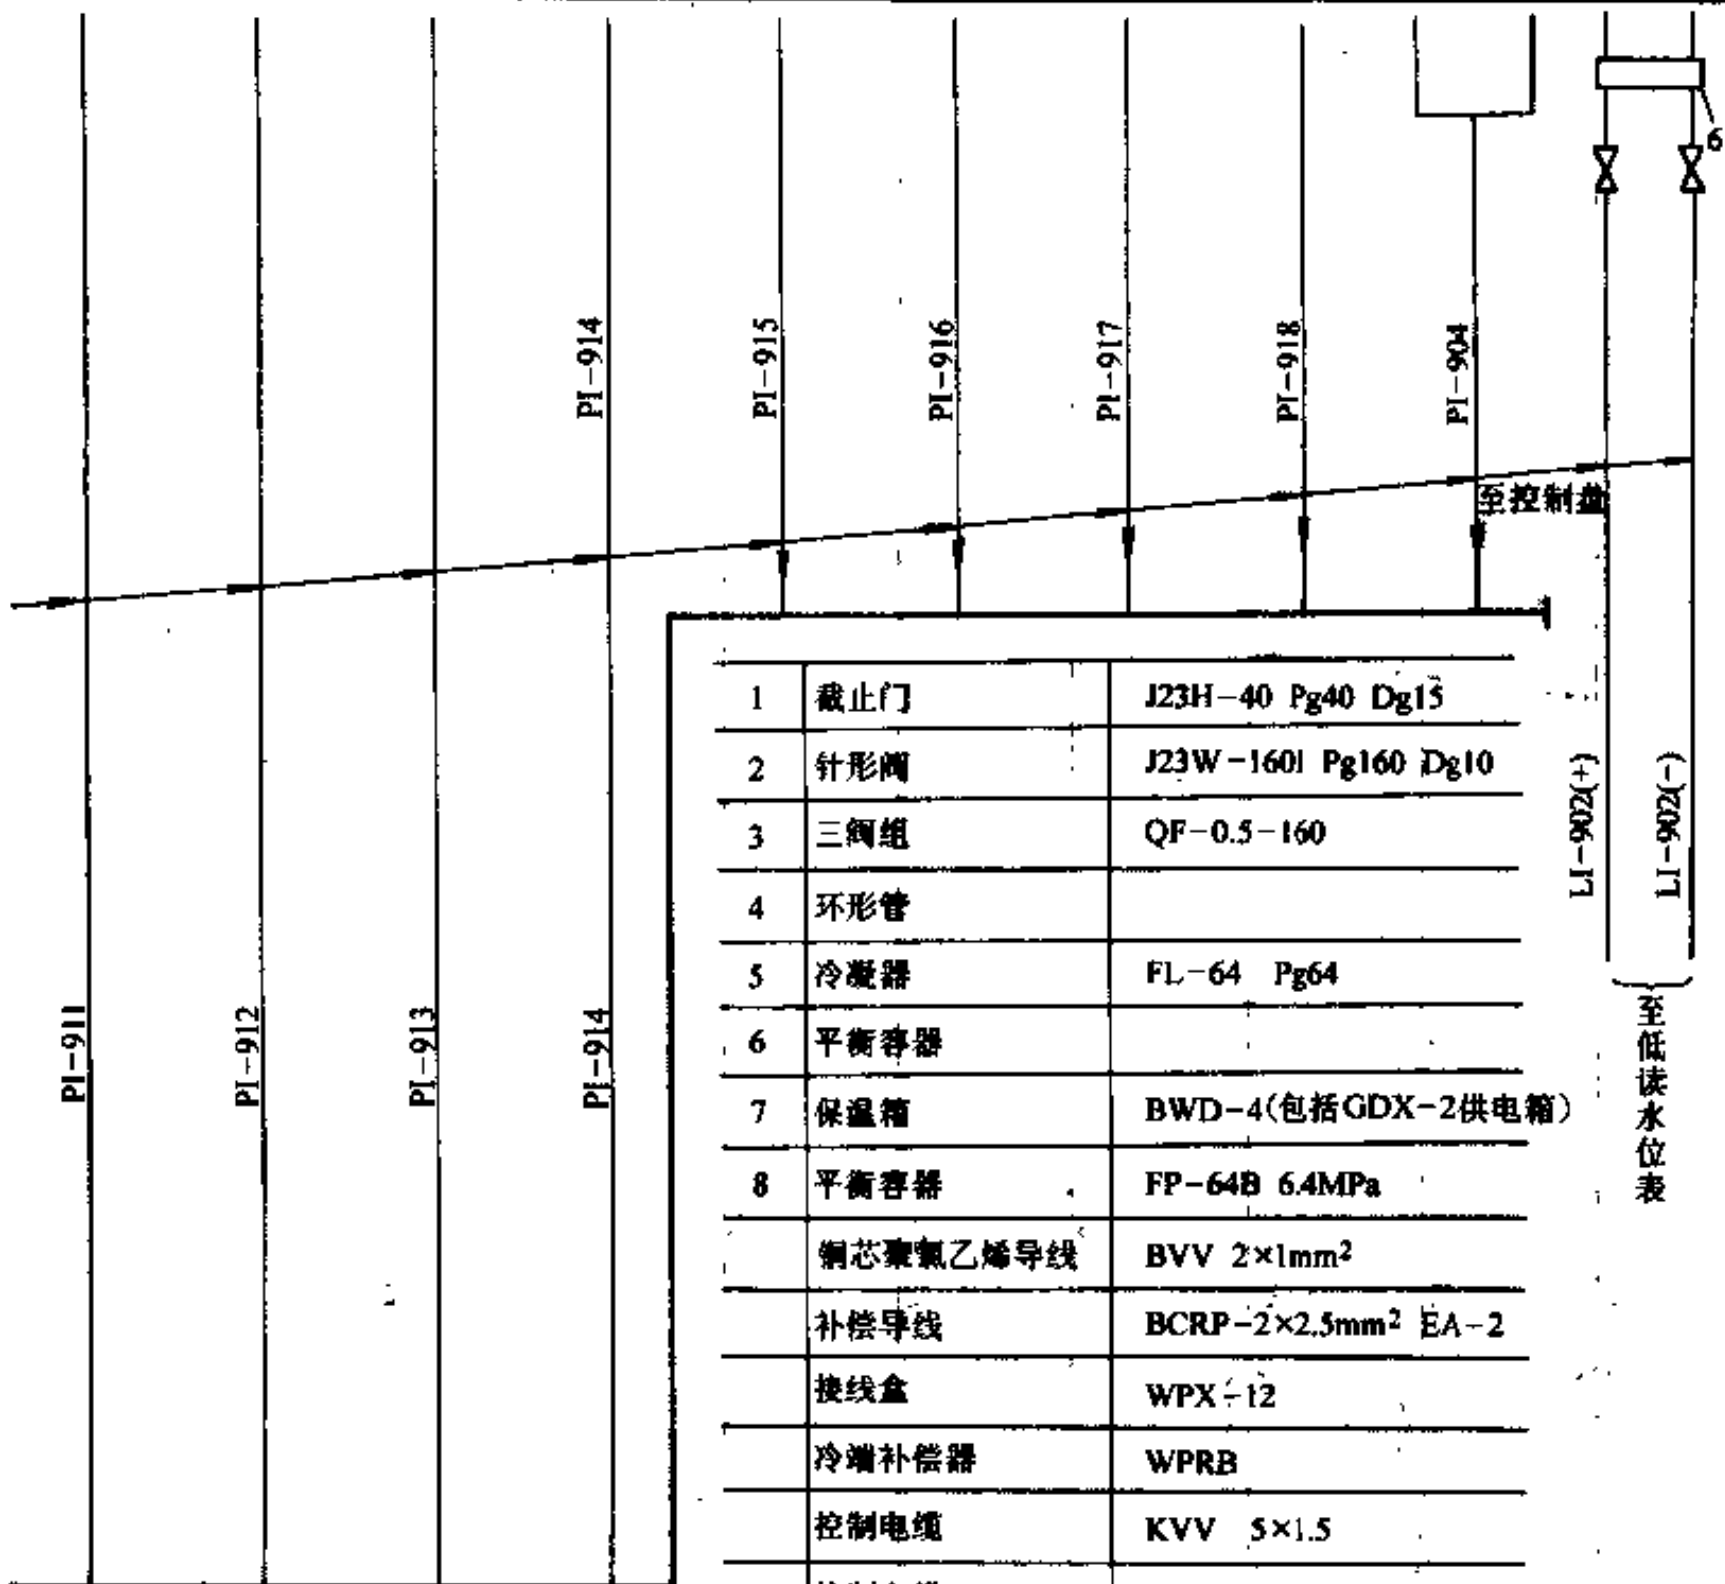 6
PI-914
PI-915
PI-916
PI-917
PI-918
PI-904
至控制盘
1 截止门 J23H-40 Pg40 Dg15
2 针形阀 J23W-160I Pg160 Dg10
3 三阀组 QF-0.5-160
4 环形管
5 冷凝器 FL-64 Pg64
6 平衡容器
7 保温箱 BWD-4(包括GDX-2供电箱)
8 平衡容器 FP-64B 6.4MPa
铜芯聚氯乙烯导线 BVV 2×1mm²
补偿导线 BCRP-2×2.5mm² EA-2
接线盒 WPX-12
冷端补偿器 WPRB
控制电缆 KVV 5×1.5
LI-902(+)
LI-902(-)
至低读水位表
PI-911
PI-912
PI-913
PI-914